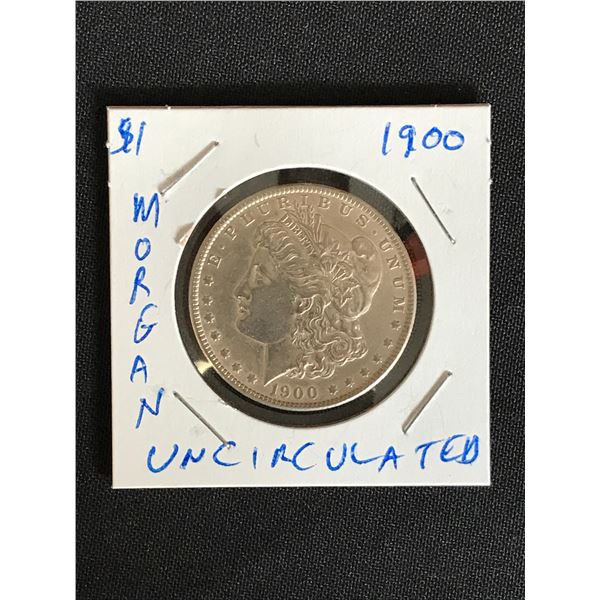 $1 1900
MORGAN
UNCIRCULATED
E·PLURIBUS·UNUM
LIBERTY
1900